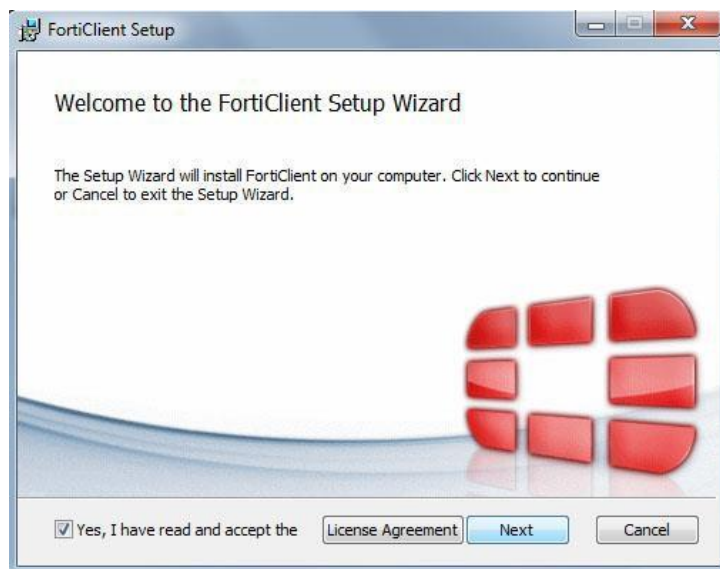 FortiClient Setup
Welcome to the FortiClient Setup Wizard
The Setup Wizard will install FortiClient on your computer. Click Next to continue
or Cancel to exit the Setup Wizard.
Yes, I have read and accept the License Agreement Next Cancel